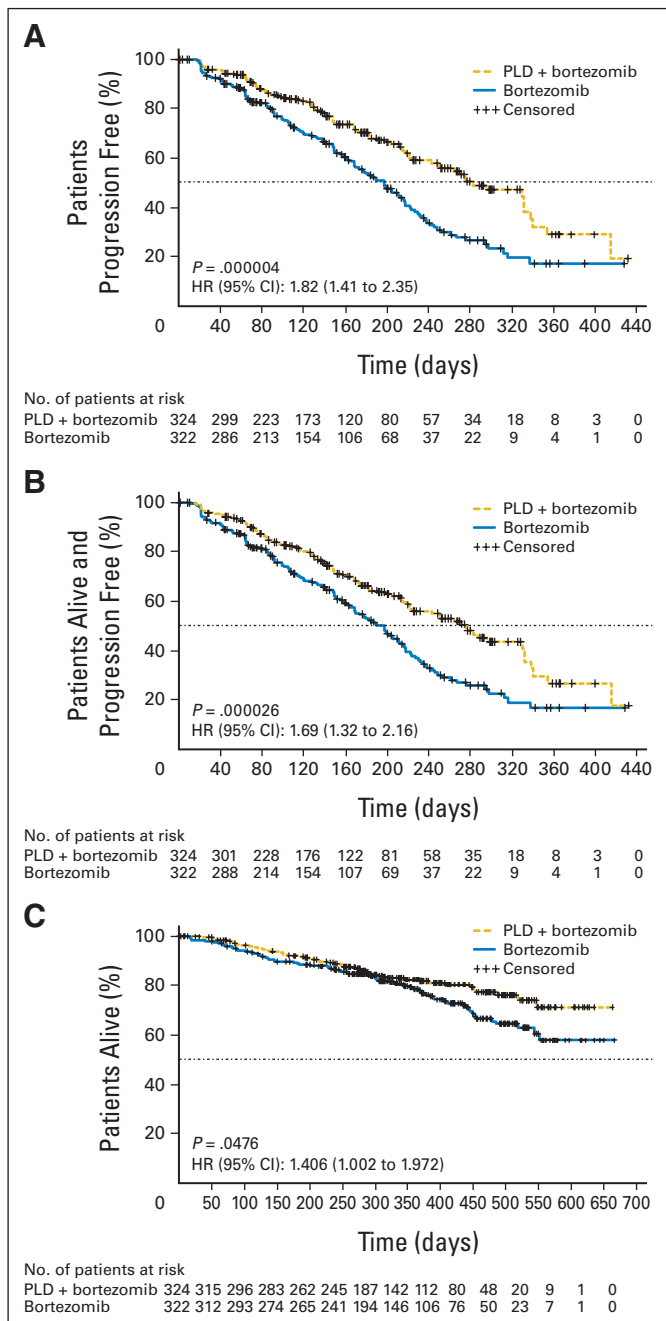 A
Patients
Progression Free (%)
100
80
60
40
20
0
PLD + bortezomib
Bortezomib
+++ Censored
P = .000004
HR (95% CI): 1.82 (1.41 to 2.35)
40 80 120 160 200 240 280 320 360 400 440
Time (days)
No. of patients at risk
PLD + bortezomib 324 299 223 173 120 80 57 34 18 8 3 0
Bortezomib 322 286 213 154 106 68 37 22 9 4 1 0
B
Patients Alive and
Progression Free (%)
100
80
60
40
20
0
PLD + bortezomib
Bortezomib
+++ Censored
P = .000026
HR (95% CI): 1.69 (1.32 to 2.16)
40 80 120 160 200 240 280 320 360 400 440
Time (days)
No. of patients at risk
PLD + bortezomib 324 301 228 176 122 81 58 35 18 8 3 0
Bortezomib 322 288 214 154 107 69 37 22 9 4 1 0
C
Patients Alive (%)
100
80
60
40
20
0
PLD + bortezomib
Bortezomib
+++ Censored
P = .0476
HR (95% CI): 1.406 (1.002 to 1.972)
50 100 150 200 250 300 350 400 450 500 550 600 650 700
Time (days)
No. of patients at risk
PLD + bortezomib 324 315 296 283 262 245 187 142 112 80 48 20 9 1 0
Bortezomib 322 312 293 274 265 241 194 146 106 76 50 23 7 1 0